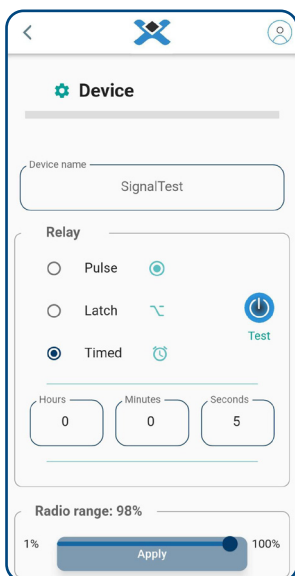 Device
Device name
SignalTest
Relay
Pulse
Latch
Timed
Test
Hours Minutes Seconds
0 0 5
Radio range: 98%
1% 100%
Apply